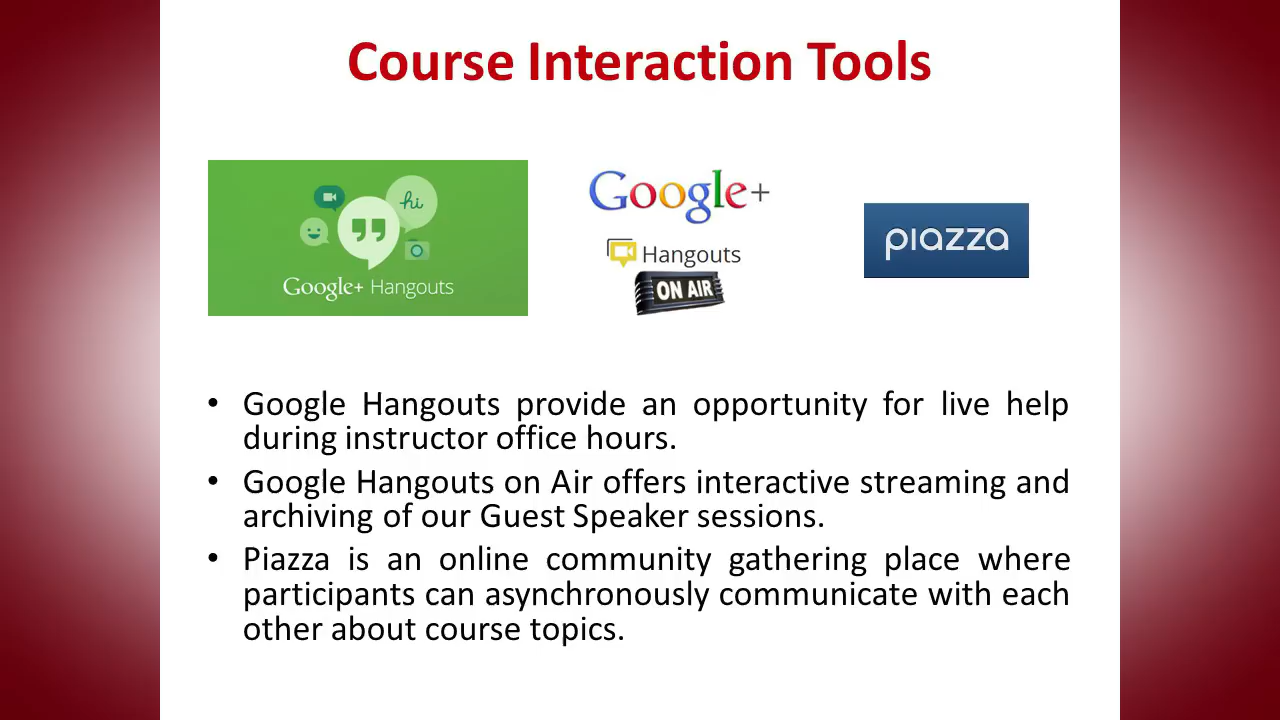 Course Interaction Tools
hi
Google+ Hangouts
Google+
Hangouts
ON AIR
piazza
• Google Hangouts provide an opportunity for live help
during instructor office hours.
• Google Hangouts on Air offers interactive streaming and
archiving of our Guest Speaker sessions.
• Piazza is an online community gathering place where
participants can asynchronously communicate with each
other about course topics.